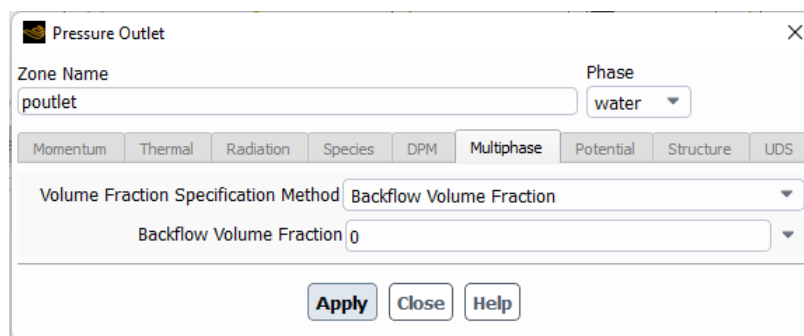 Pressure Outlet
Zone Name Phase
poutlet water
Momentum Thermal Radiation Species DPM Multiphase Potential Structure UDS
Volume Fraction Specification Method Backflow Volume Fraction
Backflow Volume Fraction 0
Apply Close Help